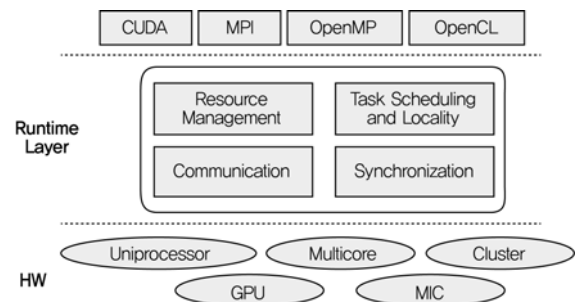 CUDA MPI OpenMP OpenCL
Runtime
Layer
Resource
Management
Task Scheduling
and Locality
Communication Synchronization
HW
Uniprocessor Multicore Cluster
GPU MIC